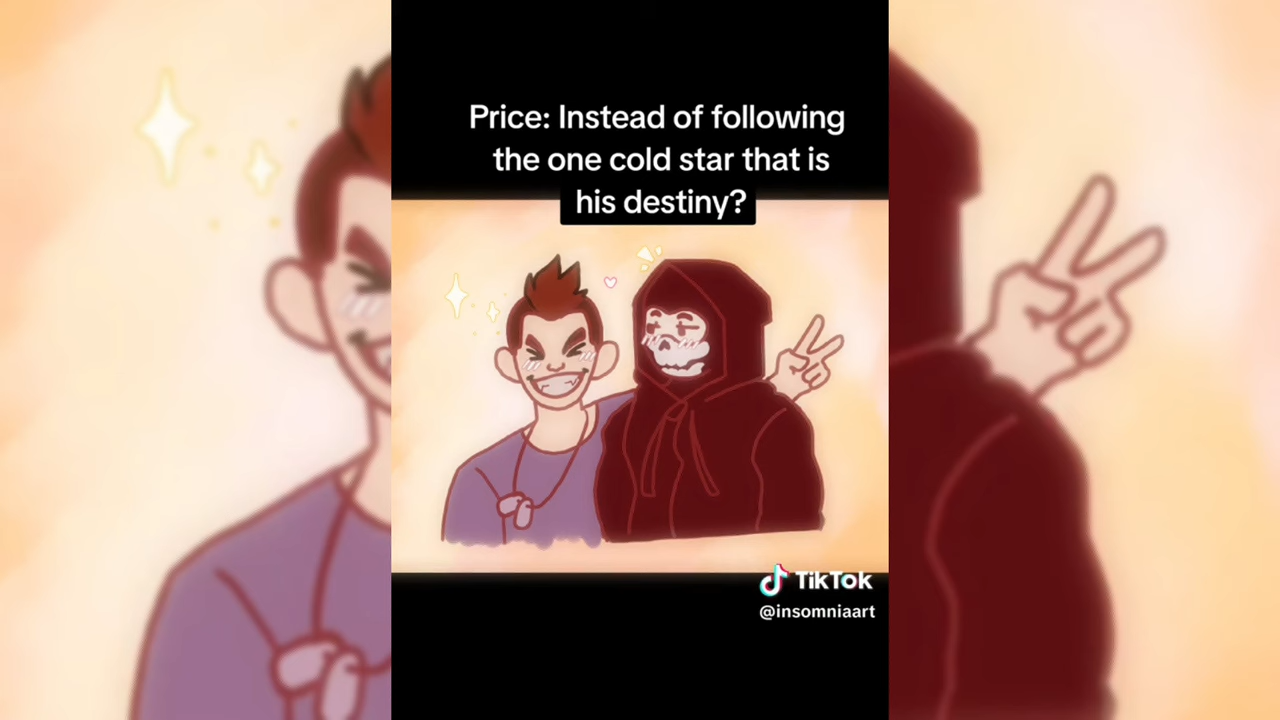 Price: Instead of following
the one cold star that is
his destiny?
TikTok
@insomniaart